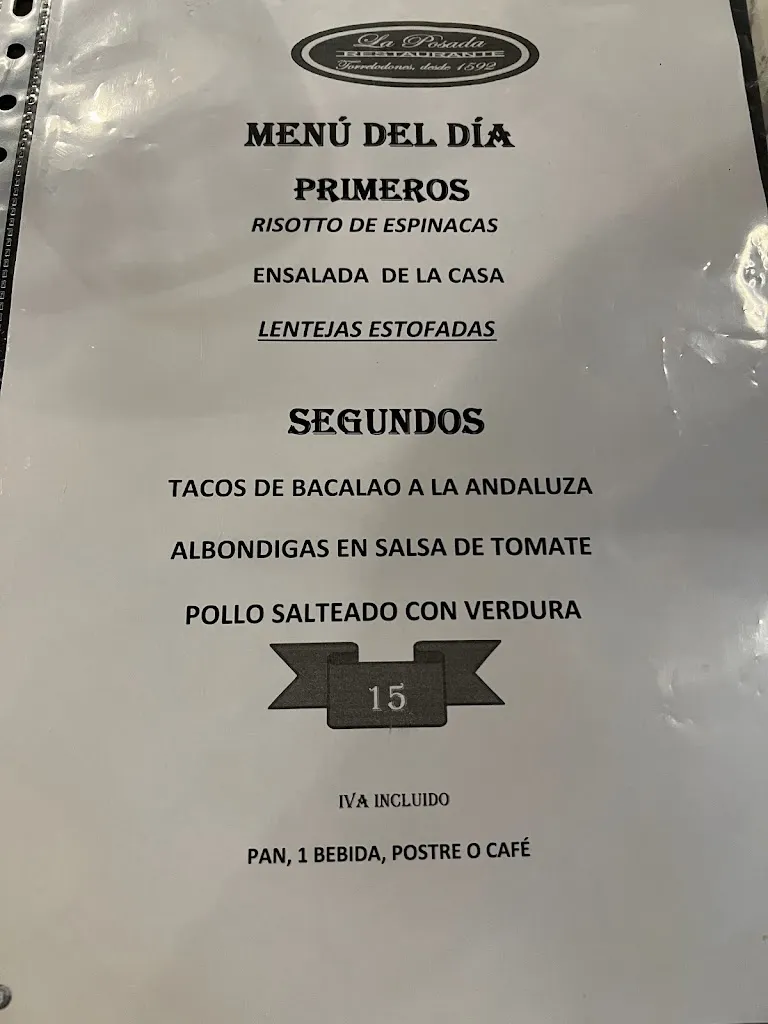 La Posada
RESTAURANTE
Torrelodones, desde 1592
MENÚ DEL DÍA
PRIMEROS
RISOTTO DE ESPINACAS
ENSALADA DE LA CASA
LENTEJAS ESTOFADAS
SEGUNDOS
TACOS DE BACALAO A LA ANDALUZA
ALBONDIGAS EN SALSA DE TOMATE
POLLO SALTEADO CON VERDURA
15
IVA INCLUIDO
PAN, 1 BEBIDA, POSTRE O CAFÉ